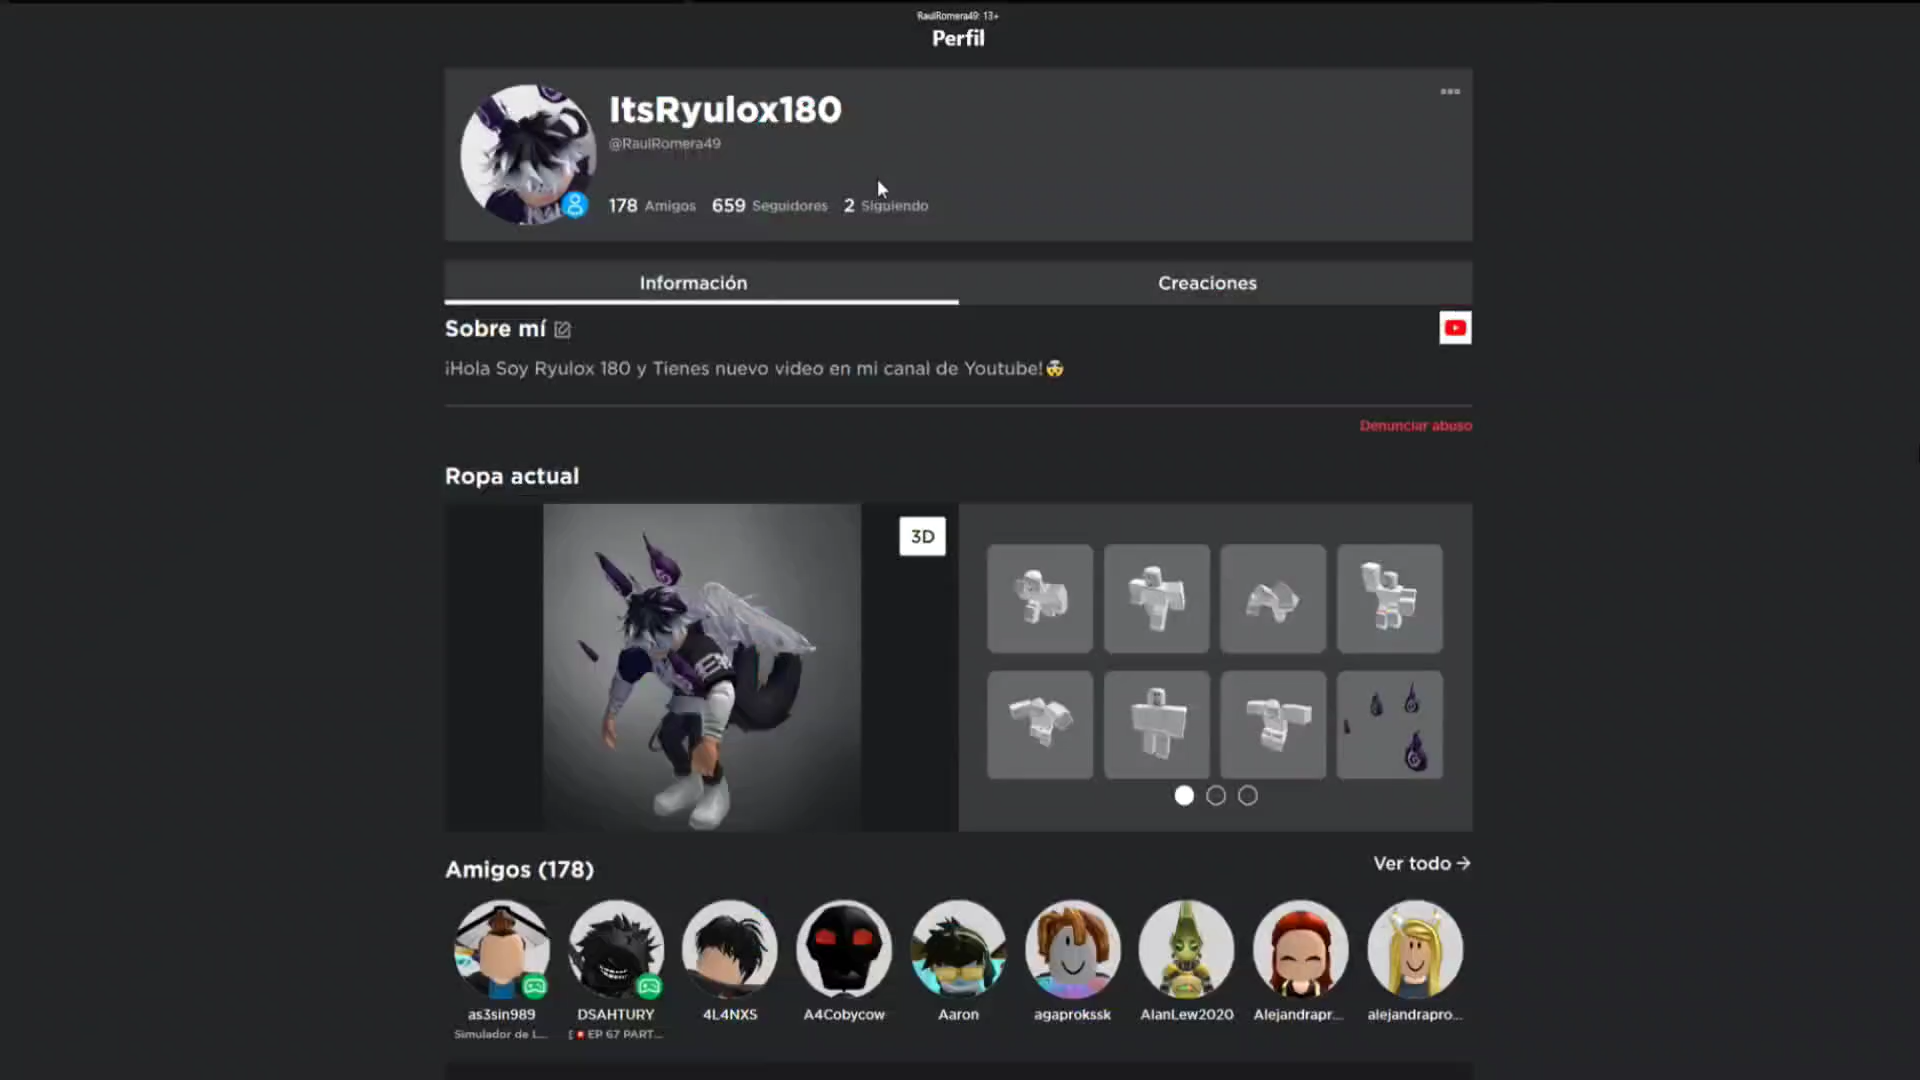 RaulRomera49: 13+
Perfil
ItsRyulox180
@RaulRomera49
178 Amigos 659 Seguidores 2 Siguiendo
Información Creaciones
Sobre mí
¡Hola Soy Ryulox 180 y Tienes nuevo video en mi canal de Youtube!🤯
Denunciar abuso
Ropa actual
3D
Amigos (178)
Ver todo →
as3sin989 DSAHTURY 4L4NXS A4Cobycow Aaron agaprokssk AlanLew2020 Alejandrapr... alejandrapro...
Simulador de L... [ EP 67 PART...